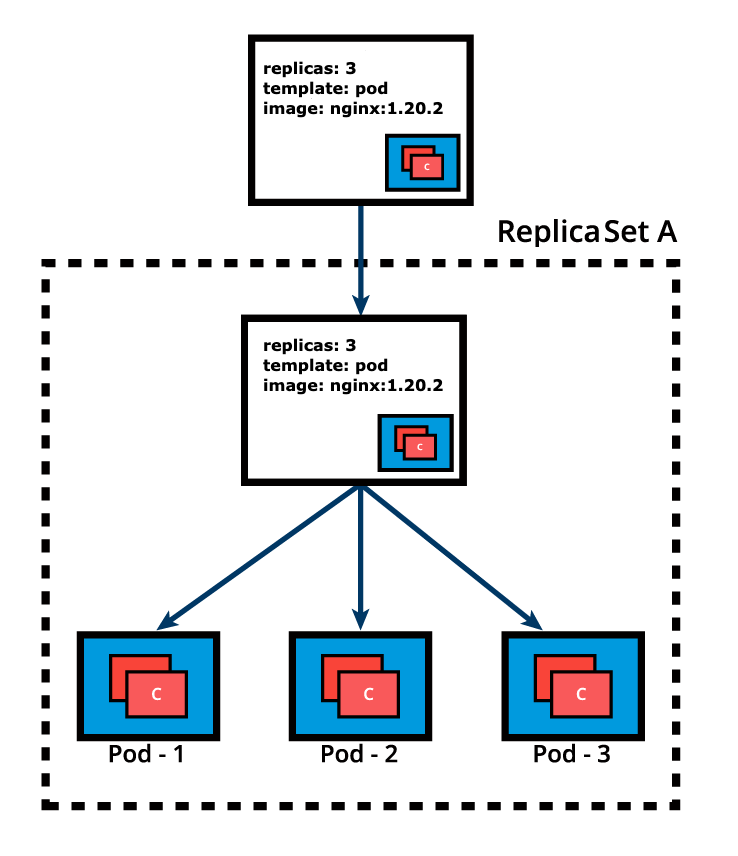 replicas: 3
template: pod
image: nginx:1.20.2
C
ReplicaSet A
replicas: 3
template: pod
image: nginx:1.20.2
C
C
C
C
Pod - 1
Pod - 2
Pod - 3